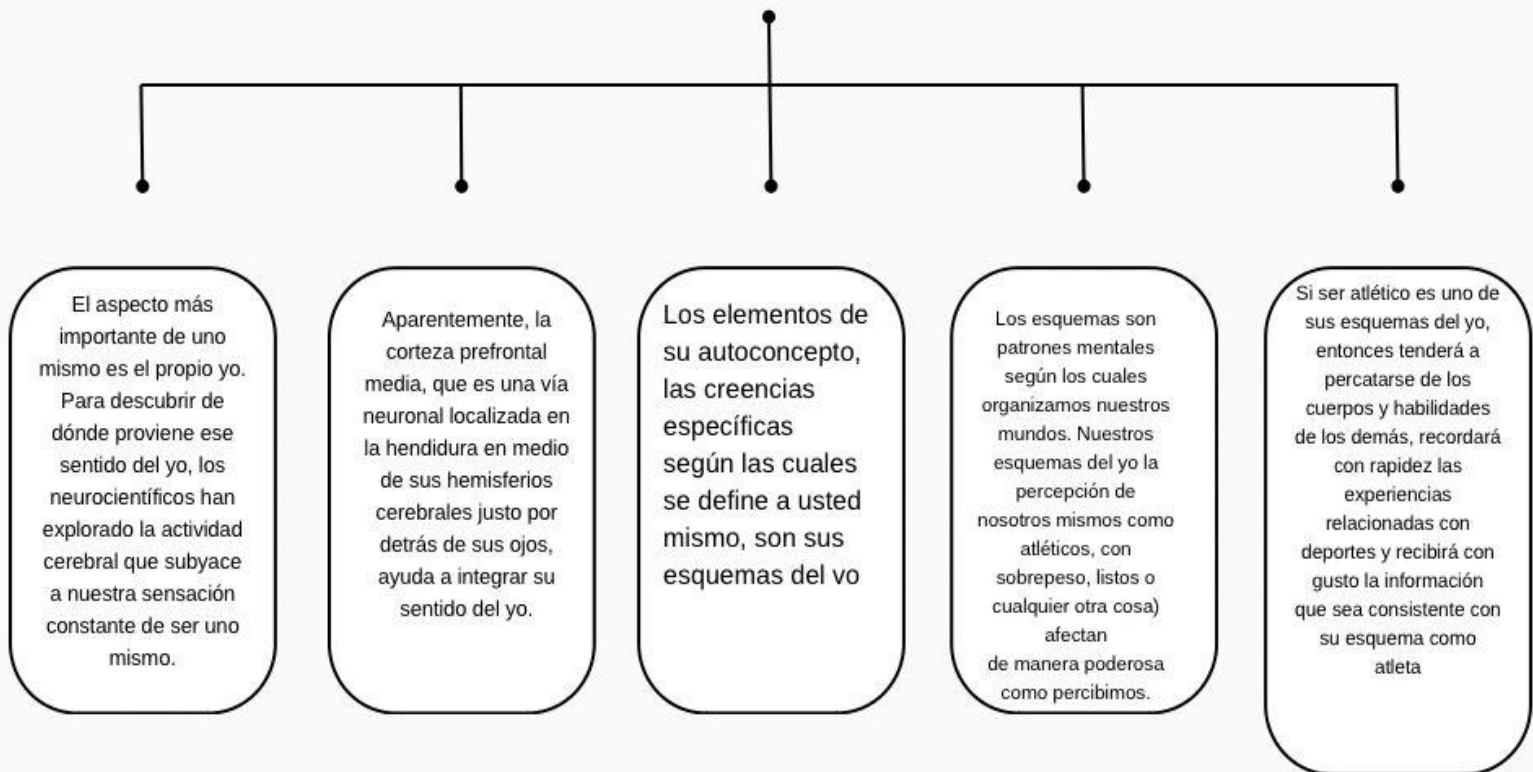 El aspecto más
importante de uno
mismo es el propio yo.
Para descubrir de
dónde proviene ese
sentido del yo, los
neurocientíficos han
explorado la actividad
cerebral que subyace
a nuestra sensación
constante de ser uno
mismo.
Aparentemente, la
corteza prefrontal
media, que es una vía
neuronal localizada en
la hendidura en medio
de sus hemisferios
cerebrales justo por
detrás de sus ojos,
ayuda a integrar su
sentido del yo.
Los elementos de
su autoconcepto,
las creencias
específicas
según las cuales
se define a usted
mismo, son sus
esquemas del vo
Los esquemas son
patrones mentales
según los cuales
organizamos nuestros
mundos. Nuestros
esquemas del yo la
percepción de
nosotros mismos como
atléticos, con
sobrepeso, listos o
cualquier otra cosa)
afectan
de manera poderosa
como percibimos.
Si ser atlético es uno de
sus esquemas del yo,
entonces tenderá a
percatarse de los
cuerpos y habilidades
de los demás, recordará
con rapidez las
experiencias
relacionadas con
deportes y recibirá con
gusto la información
que sea consistente con
su esquema como
atleta